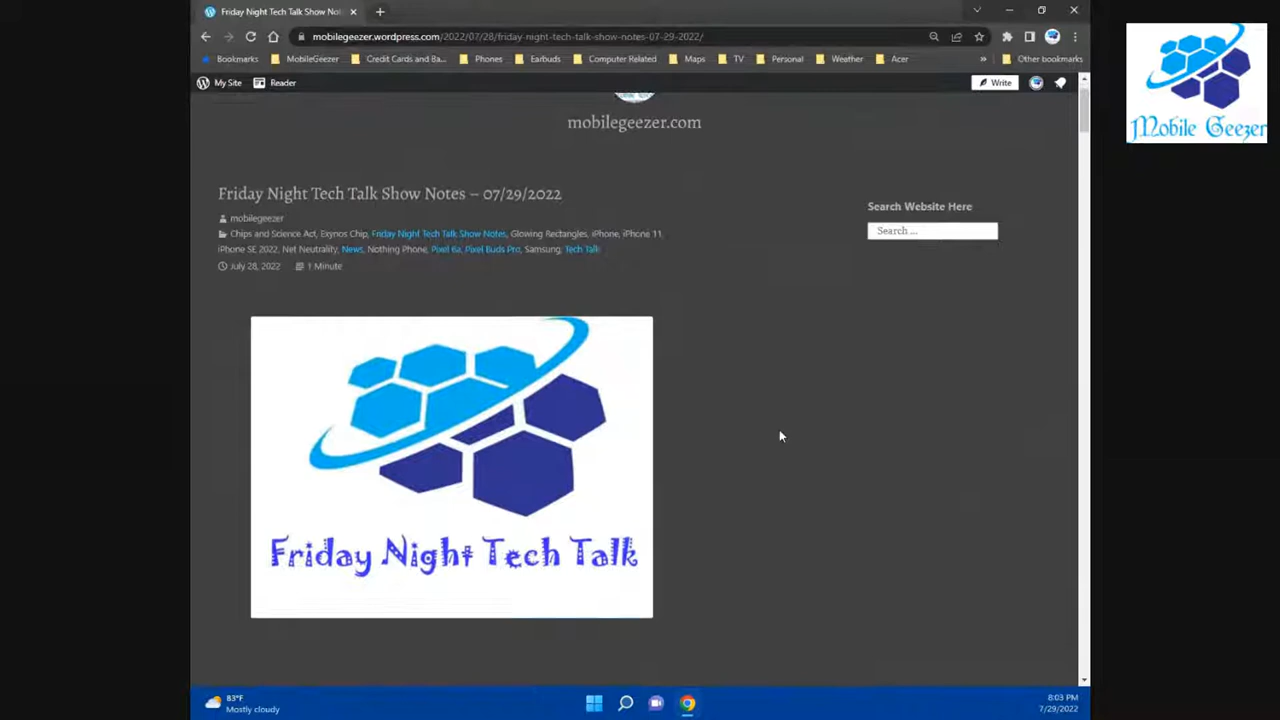 Friday Night Tech Talk Show Not
mobilegeezer.wordpress.com/2022/07/28/friday-night-tech-talk-show-notes-07-29-2022/
Bookmarks MobileGeezer Credit Cards and Ba... Phones Earbuds Computer Related Maps TV Personal Weather Acer » Other bookmarks
My Site Reader Write
Mobile Geezer
mobilegeezer.com
Friday Night Tech Talk Show Notes – 07/29/2022
mobilegeezer
Chips and Science Act, Exynos Chip, Friday Night Tech Talk Show Notes, Glowing Rectangles, iPhone, iPhone 11,
iPhone SE 2022, Net Neutrality, News, Nothing Phone, Pixel 6a, Pixel Buds Pro, Samsung, Tech Talk
July 28, 2022 1 Minute
Search Website Here
Search ...
Friday Night Tech Talk
83°F
Mostly cloudy
8:03 PM
7/29/2022